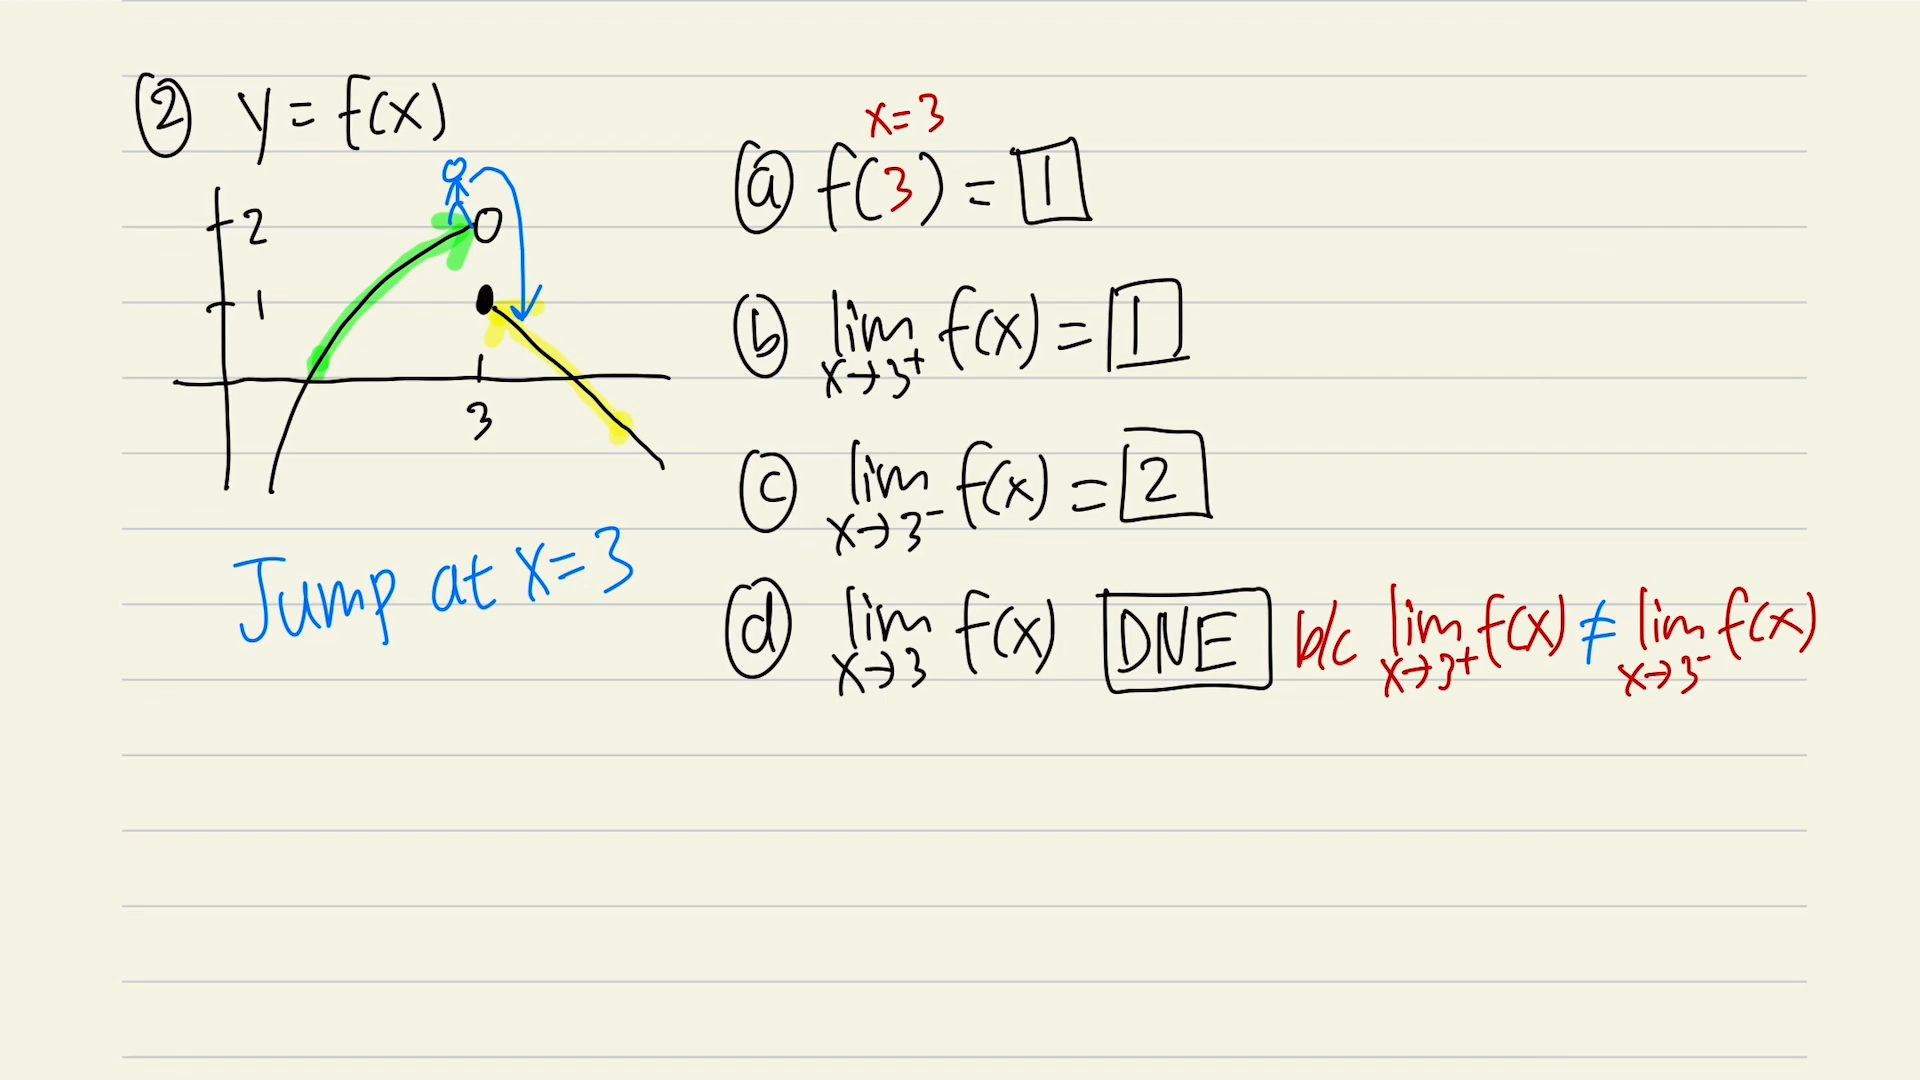 ② y = f(x)
2
1
3
Jump at x = 3
x = 3
ⓐ f(3) = 1
ⓑ lim x→3⁺ f(x) = 1
ⓒ lim x→3⁻ f(x) = 2
ⓓ lim x→3 f(x) DNE b/c lim x→3⁺ f(x) ≠ lim x→3⁻ f(x)